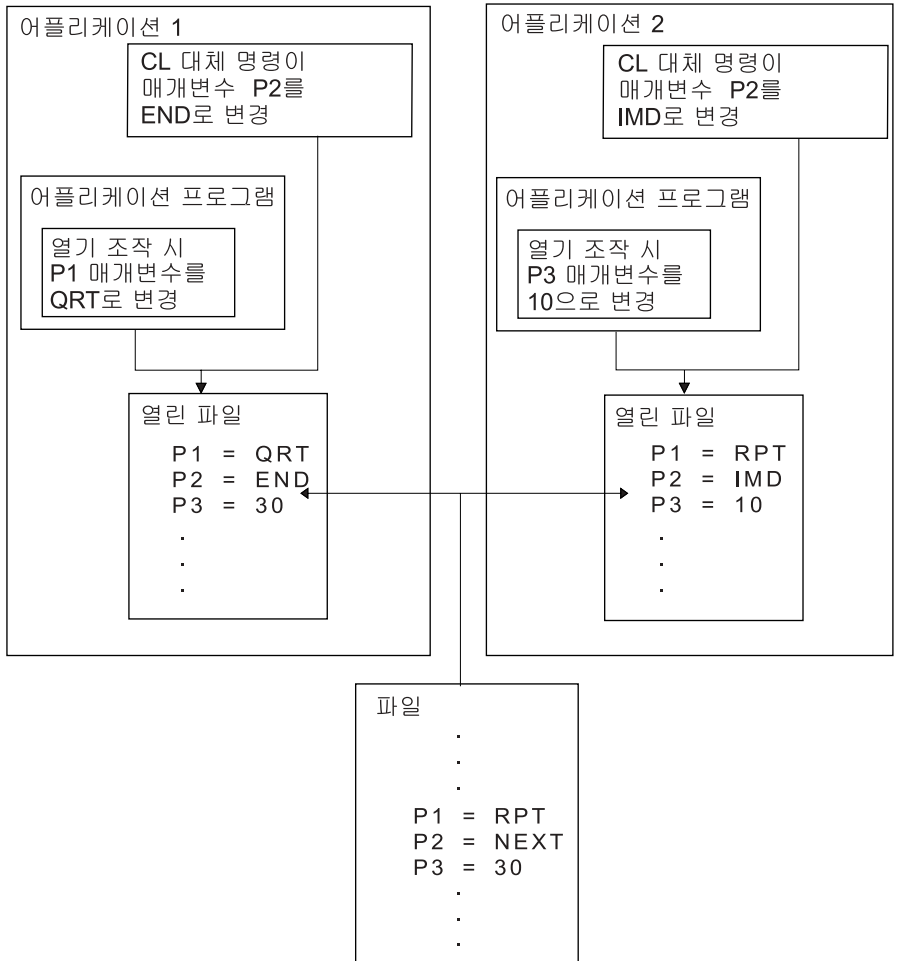 어플리케이션 1
CL 대체 명령이
매개변수 P2를
END로 변경
어플리케이션 프로그램
열기 조작 시
P1 매개변수를
QRT로 변경
열린 파일
P1 = QRT
P2 = END
P3 = 30
.
.
.
어플리케이션 2
CL 대체 명령이
매개변수 P2를
IMD로 변경
어플리케이션 프로그램
열기 조작 시
P3 매개변수를
10으로 변경
열린 파일
P1 = RPT
P2 = IMD
P3 = 10
.
.
.
파일
.
.
.
P1 = RPT
P2 = NEXT
P3 = 30
.
.
.